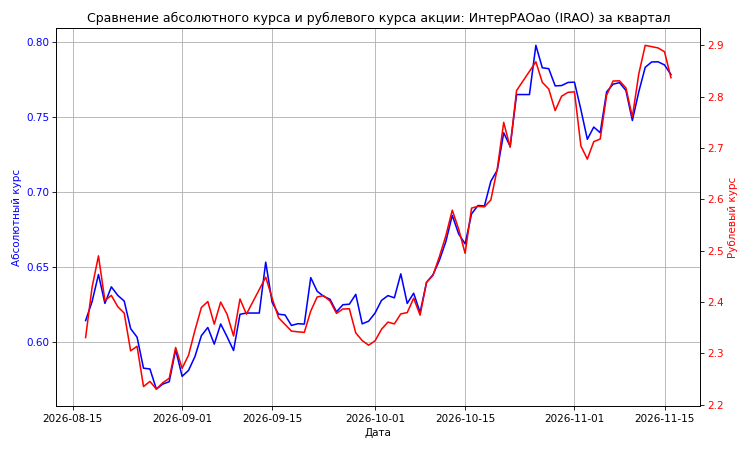 Сравнение абсолютного курса и рублевого курса акции: ИнтерРАОао (IRAO) за квартал
Абсолютный курс
0.80
0.75
0.70
0.65
0.60
2.9
2.8
2.7
2.6
2.5
2.4
2.3
2.2
Рублевый курс
2026-08-15 2026-09-01 2026-09-15 2026-10-01 2026-10-15 2026-11-01 2026-11-15
Дата